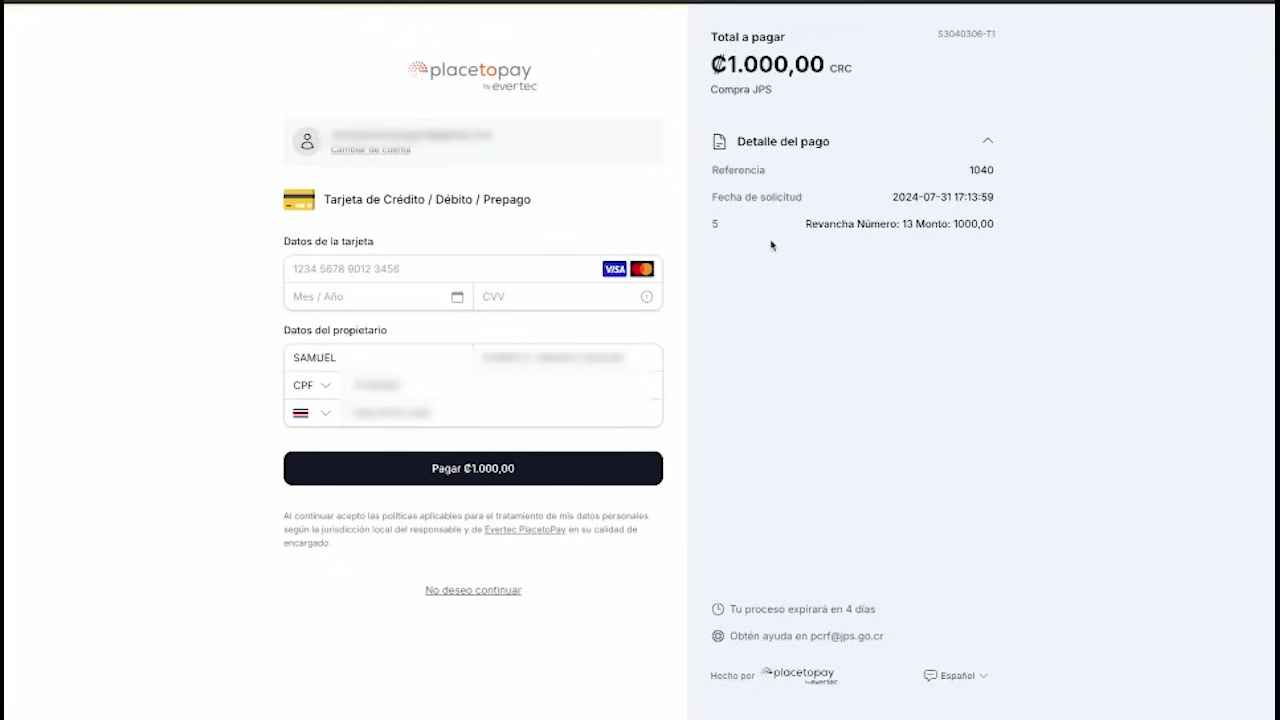 placetopay
by evertec
Cambiar de cuenta
Tarjeta de Crédito / Débito / Prepago
Datos de la tarjeta
1234 5678 9012 3456 VISA
Mes / Año CVV
Datos del propietario
SAMUEL
CPF
Pagar ₡1.000,00
Al continuar acepto las políticas aplicables para el tratamiento de mis datos personales
según la jurisdicción local del responsable y de Evertec PlacetoPay en su calidad de
encargado.
No deseo continuar
Total a pagar 53040306-T1
₡1.000,00 CRC
Compra JPS
Detalle del pago
Referencia 1040
Fecha de solicitud 2024-07-31 17:13:59
5 Revancha Número: 13 Monto: 1000,00
Tu proceso expirará en 4 días
Obtén ayuda en pcrf@jps.go.cr
Hecho por placetopay
by evertec
Español